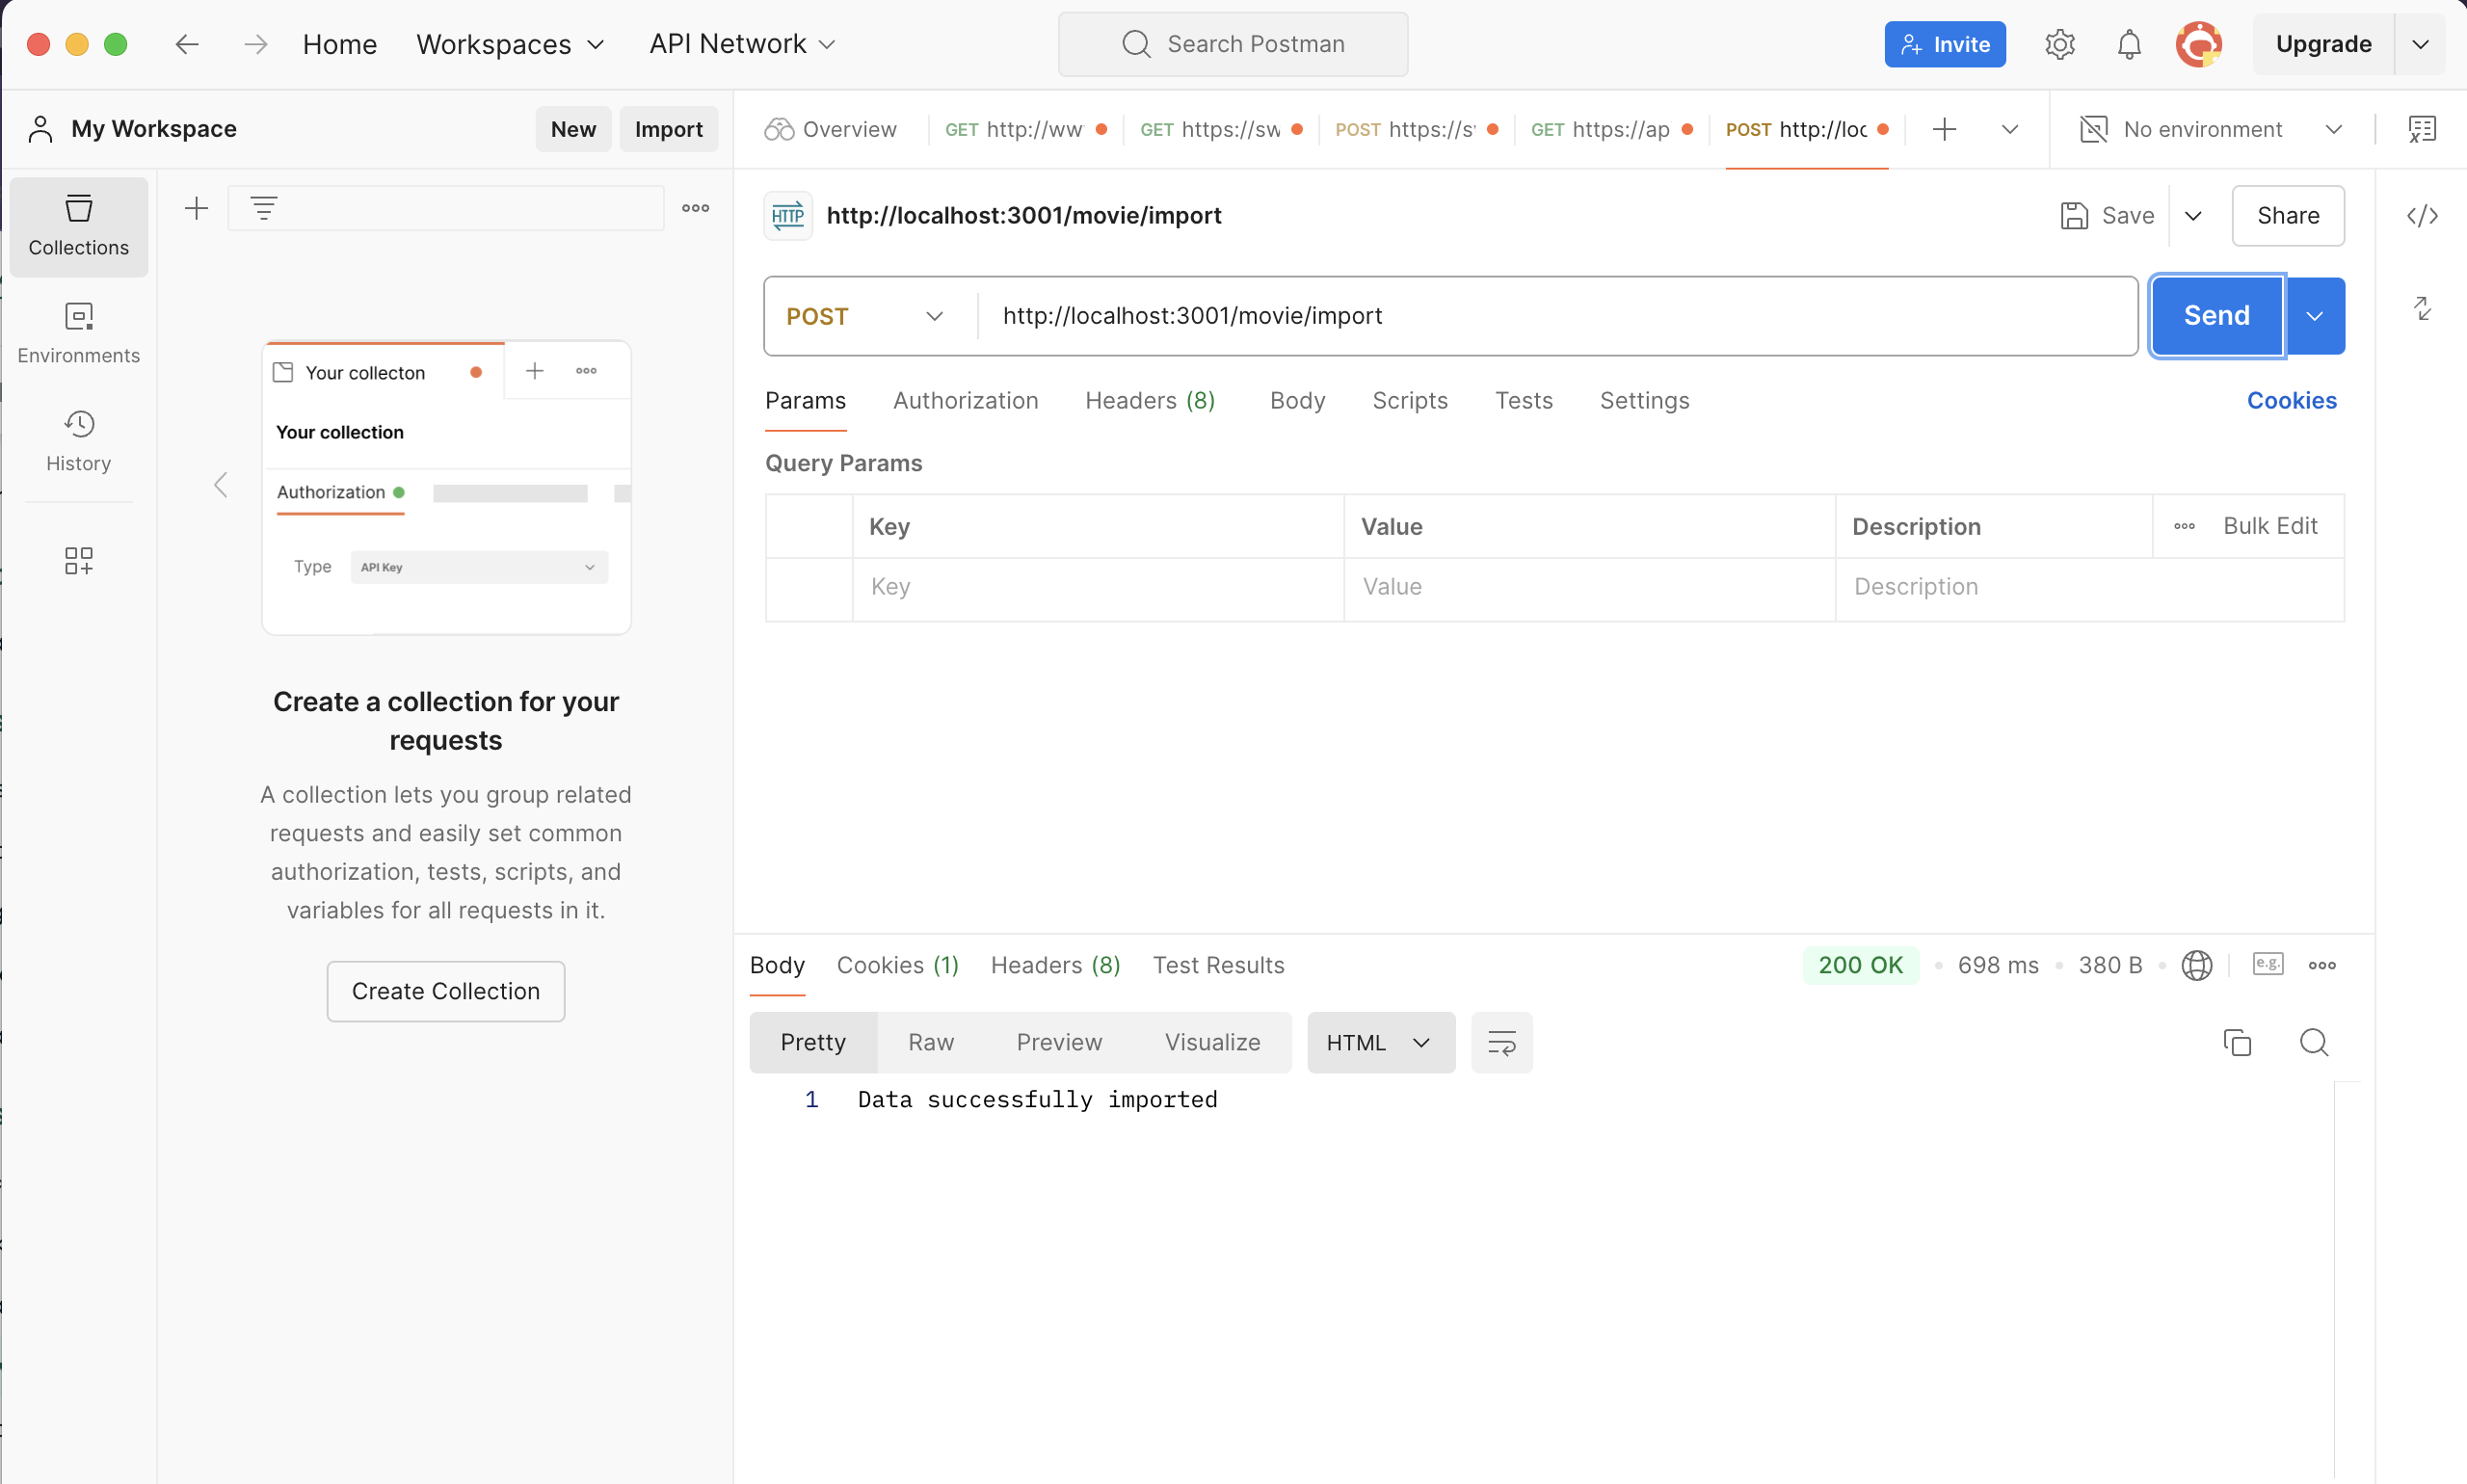 Home Workspaces API Network Search Postman Invite Upgrade
My Workspace New Import
Overview GET http://ww GET https://sw POST https://s GET https://ap POST http://loc No environment
Collections
Environments
History
Your collecton
Your collection
Authorization
Type API Key
Create a collection for your
requests
A collection lets you group related
requests and easily set common
authorization, tests, scripts, and
variables for all requests in it.
Create Collection
HTTP http://localhost:3001/movie/import Save Share
POST http://localhost:3001/movie/import Send
Params Authorization Headers (8) Body Scripts Tests Settings Cookies
Query Params
Key Value Description Bulk Edit
Key Value Description
Body Cookies (1) Headers (8) Test Results 200 OK 698 ms 380 B e.g.
Pretty Raw Preview Visualize HTML
1 Data successfully imported